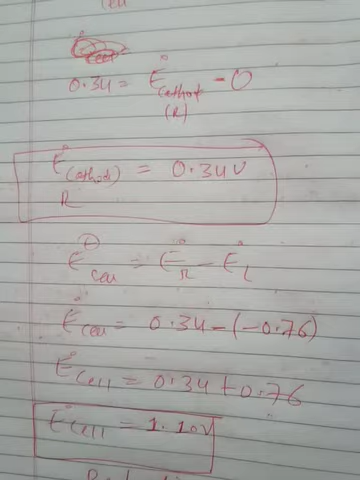 cell
0.34 = E°cathode - 0
(R)
E°(cathode) = 0.34V
R
E°cell = E°R - E°L
E°cell = 0.34 - (-0.76)
E°cell = 0.34 + 0.76
E°cell = 1.10V